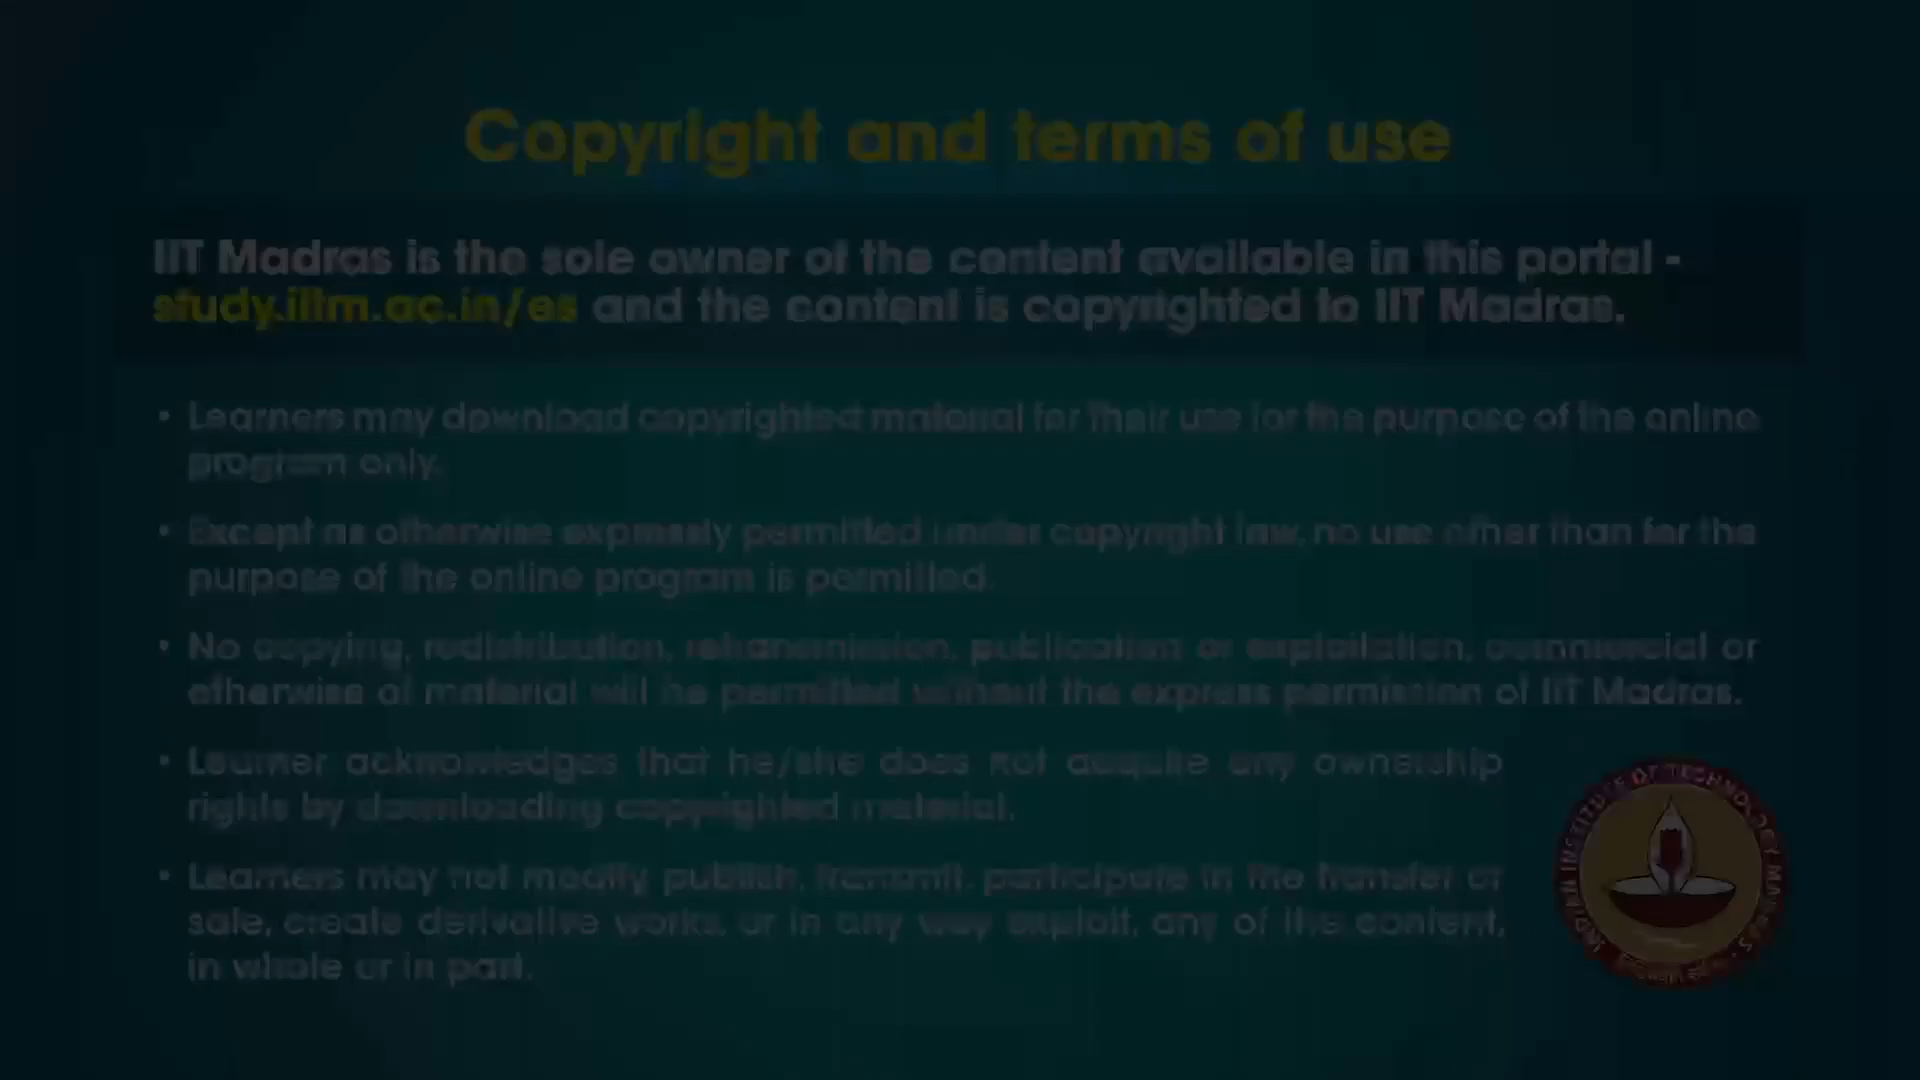 Copyright and terms of use
IIT Madras is the sole owner of the content available in this portal -
study.iitm.ac.in/es and the content is copyrighted to IIT Madras.
• Learners may download copyrighted material for their use for the purpose of the online
program only.
• Except as otherwise expressly permitted under copyright law, no use other than for the
purpose of the online program is permitted.
• No copying, redistribution, retransmission, publication or exploitation, commercial or
otherwise of material will be permitted without the express permission of IIT Madras.
• Learner acknowledges that he/she does not acquire any ownership
rights by downloading copyrighted material.
• Learners may not modify, publish, transmit, participate in the transfer or
sale, create derivative works, or in any way exploit, any of the content,
in whole or in part.
INDIAN INSTITUTE OF TECHNOLOGY MADRAS